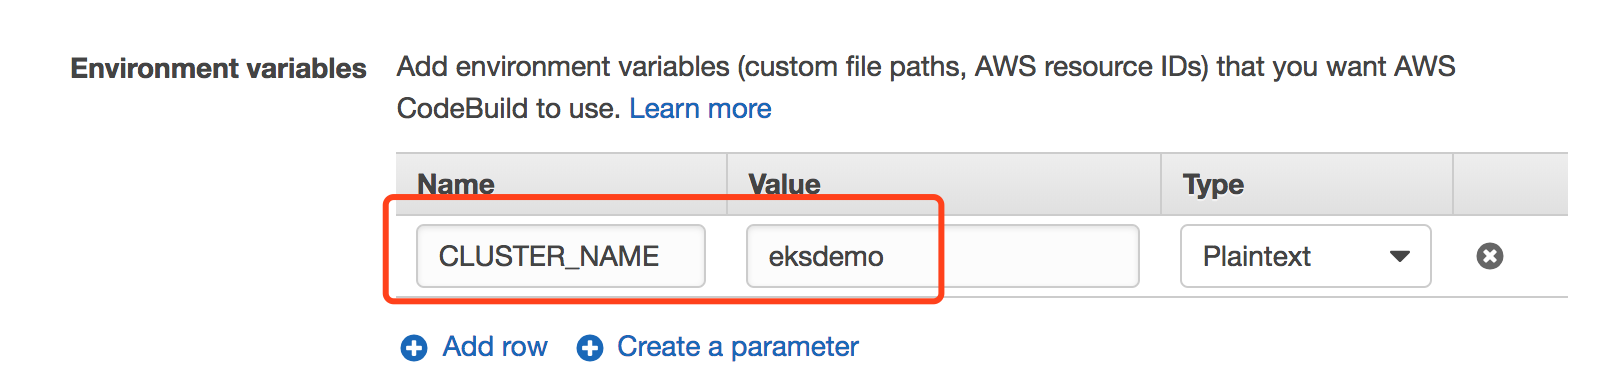 Environment variables
Add environment variables (custom file paths, AWS resource IDs) that you want AWS
CodeBuild to use. Learn more
Name Value Type
CLUSTER_NAME eksdemo Plaintext
Add row Create a parameter